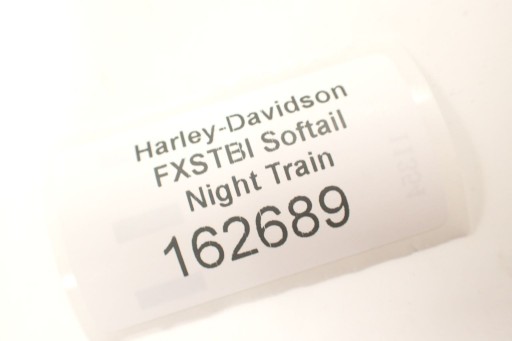 Harley-Davidson
FXSTBI Softail
Night Train
162689